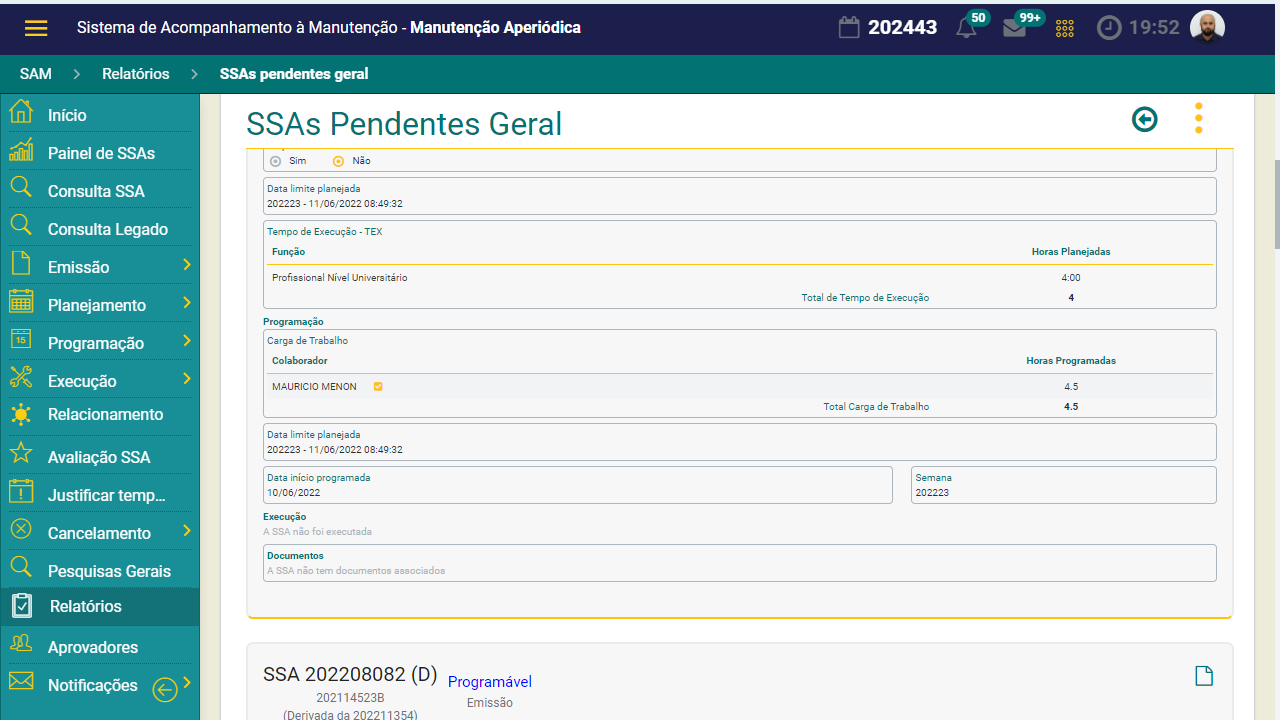 Sistema de Acompanhamento à Manutenção - Manutenção Aperiódica
202443
50
99+
19:52
SAM
Relatórios
SSAs pendentes geral
Início
Painel de SSAs
Consulta SSA
Consulta Legado
Emissão
Planejamento
15
Programação
Execução
Relacionamento
Avaliação SSA
Justificar temp...
Cancelamento
Pesquisas Gerais
Relatórios
Aprovadores
Notificações
SSAs Pendentes Geral
Sim
Não
Data limite planejada
202223 - 11/06/2022 08:49:32
Tempo de Execução - TEX
Função Horas Planejadas
Profissional Nível Universitário 4:00
Total de Tempo de Execução 4
Programação
Carga de Trabalho
Colaborador Horas Programadas
MAURICIO MENON 4.5
Total Carga de Trabalho 4.5
Data limite planejada
202223 - 11/06/2022 08:49:32
Data início programada
10/06/2022
Semana
202223
Execução
A SSA não foi executada
Documentos
A SSA não tem documentos associados
SSA 202208082 (D)
202114523B
(Derivada da 202211354)
Programável
Emissão